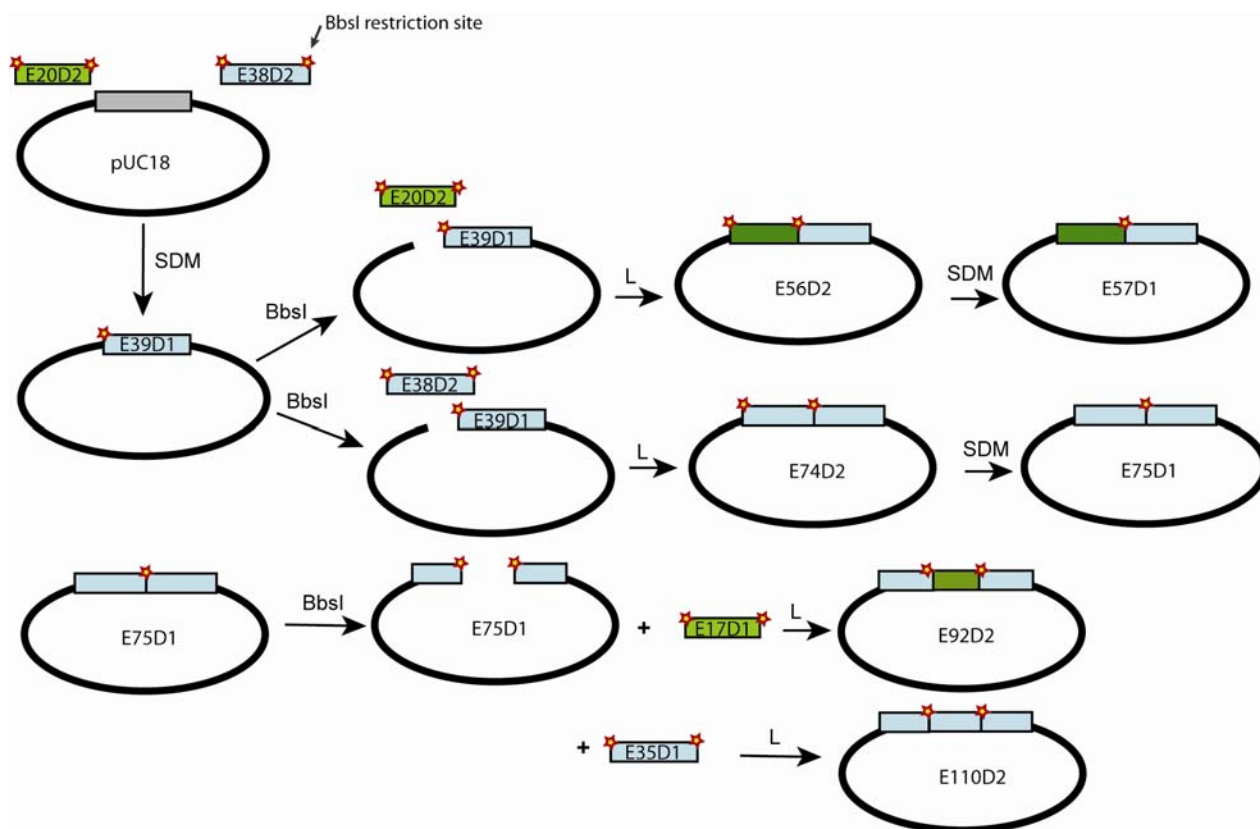 BbsI restriction site
E20D2
E38D2
pUC18
SDM
E20D2
E39D1
E56D2
L
SDM
E57D1
BbsI
E39D1
BbsI
E38D2
E39D1
L
E74D2
SDM
E75D1
E75D1
BbsI
E75D1
+
E17D1
L
E92D2
+
E35D1
L
E110D2